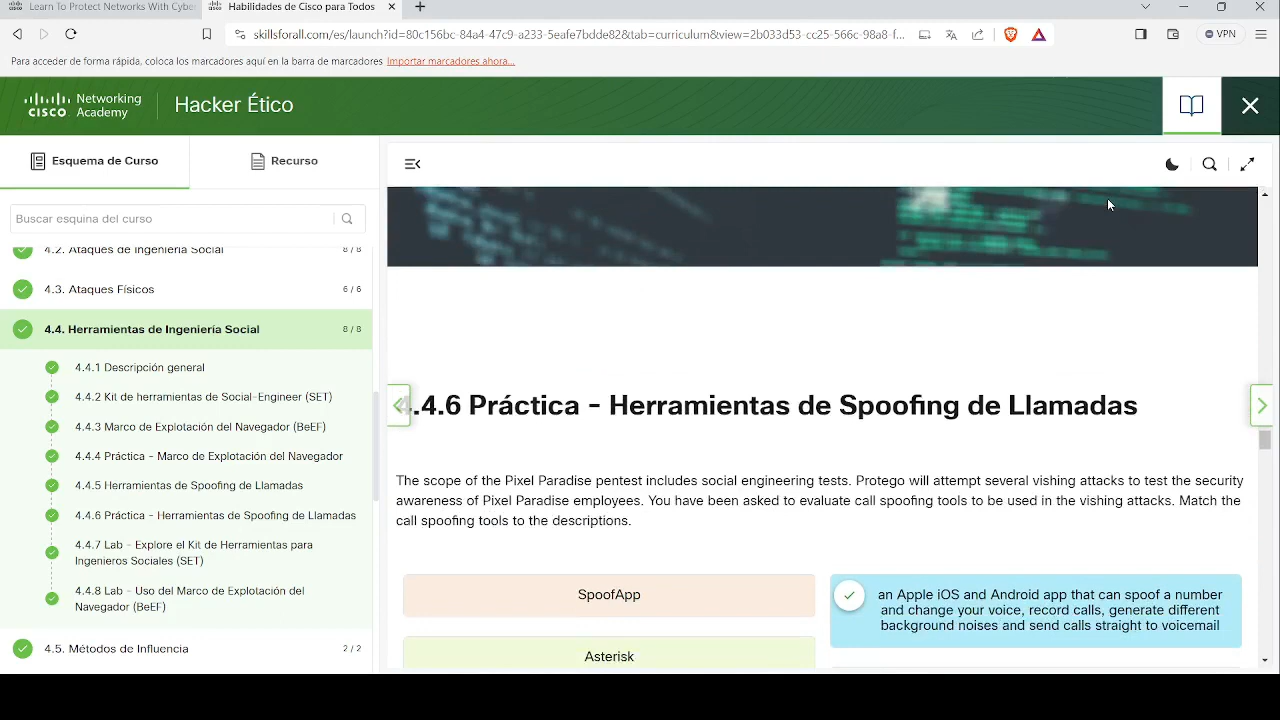 Learn To Protect Networks With Cyber
Habilidades de Cisco para Todos
skillsforall.com/es/launch?id=80c156bc-84a4-47c9-a233-5eafe7bdde82&tab=curriculum&view=2b033d53-cc25-566c-98a8-f...
VPN
Para acceder de forma rápida, coloca los marcadores aquí en la barra de marcadores Importar marcadores ahora...
cisco Networking Academy
Hacker Ético
Esquema de Curso
Recurso
Buscar esquina del curso
4.2. Ataques de Ingeniería Social 8 / 8
4.3. Ataques Físicos 6 / 6
4.4. Herramientas de Ingeniería Social 8 / 8
4.4.1 Descripción general
4.4.2 Kit de herramientas de Social-Engineer (SET)
4.4.3 Marco de Explotación del Navegador (BeEF)
4.4.4 Práctica - Marco de Explotación del Navegador
4.4.5 Herramientas de Spoofing de Llamadas
4.4.6 Práctica - Herramientas de Spoofing de Llamadas
4.4.7 Lab - Explore el Kit de Herramientas para
Ingenieros Sociales (SET)
4.4.8 Lab - Uso del Marco de Explotación del
Navegador (BeEF)
4.5. Métodos de Influencia 2 / 2
4.4.6 Práctica - Herramientas de Spoofing de Llamadas
The scope of the Pixel Paradise pentest includes social engineering tests. Protego will attempt several vishing attacks to test the security
awareness of Pixel Paradise employees. You have been asked to evaluate call spoofing tools to be used in the vishing attacks. Match the
call spoofing tools to the descriptions.
SpoofApp
Asterisk
an Apple iOS and Android app that can spoof a number
and change your voice, record calls, generate different
background noises and send calls straight to voicemail